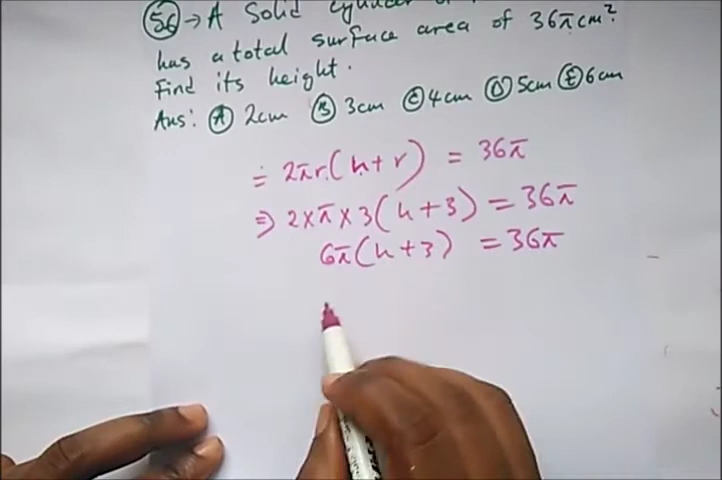 56 → A Solid cylinder
has a total surface area of 36π cm².
Find its height.
Ans: A 2cm B 3cm C 4cm D 5cm E 6cm
= 2πr(h+r) = 36π
⇒ 2×π×3(h+3) = 36π
6π(h+3) = 36π